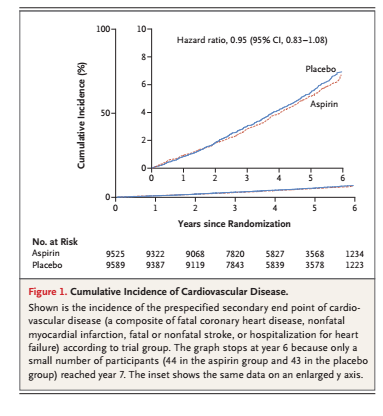 100-
50-
0-
10-
8-
6-
4-
2-
0-
Hazard ratio, 0.95 (95% CI, 0.83–1.08)
Placebo
Aspirin
0 1 2 3 4 5 6
0 1 2 3 4 5 6
Cumulative Incidence (%)
Years since Randomization
No. at Risk
Aspirin 9525 9322 9068 7820 5827 3568 1234
Placebo 9589 9387 9119 7843 5839 3578 1223
Figure 1. Cumulative Incidence of Cardiovascular Disease.
Shown is the incidence of the prespecified secondary end point of cardio-
vascular disease (a composite of fatal coronary heart disease, nonfatal
myocardial infarction, fatal or nonfatal stroke, or hospitalization for heart
failure) according to trial group. The graph stops at year 6 because only a
small number of participants (44 in the aspirin group and 43 in the placebo
group) reached year 7. The inset shows the same data on an enlarged y axis.